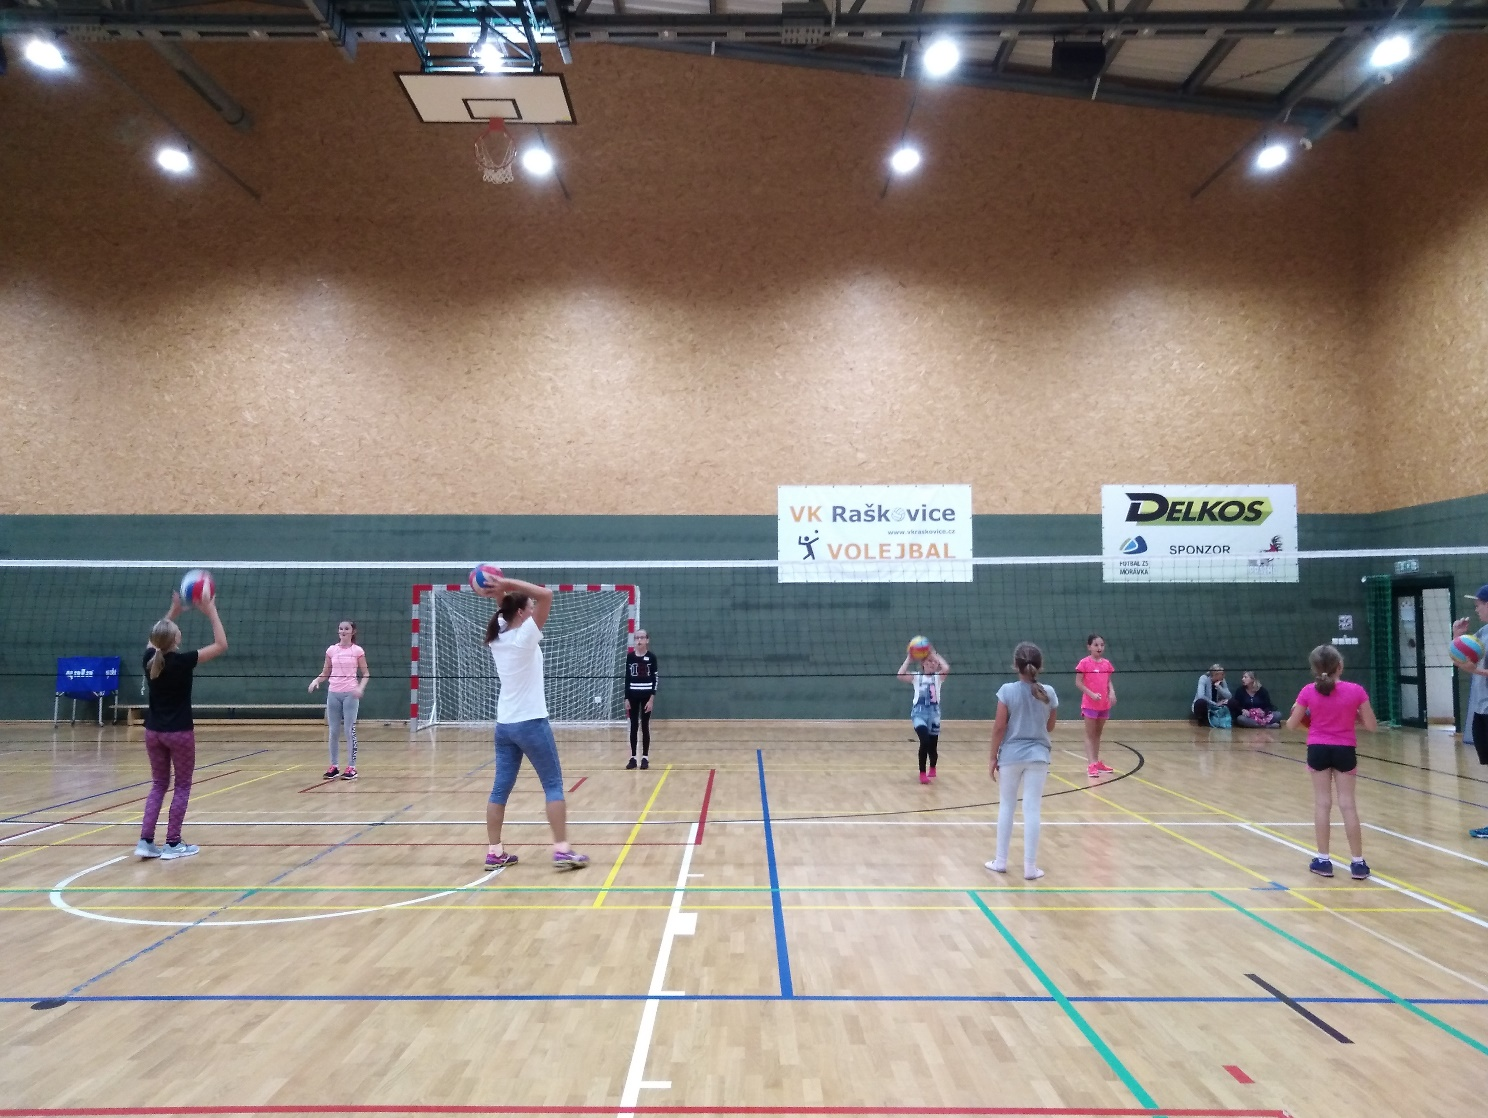 VK Raškovice
www.vkraskovice.cz
VOLEJBAL
DELKOS
SPONZOR
FOTBAL ZŠ
MORÁVKA